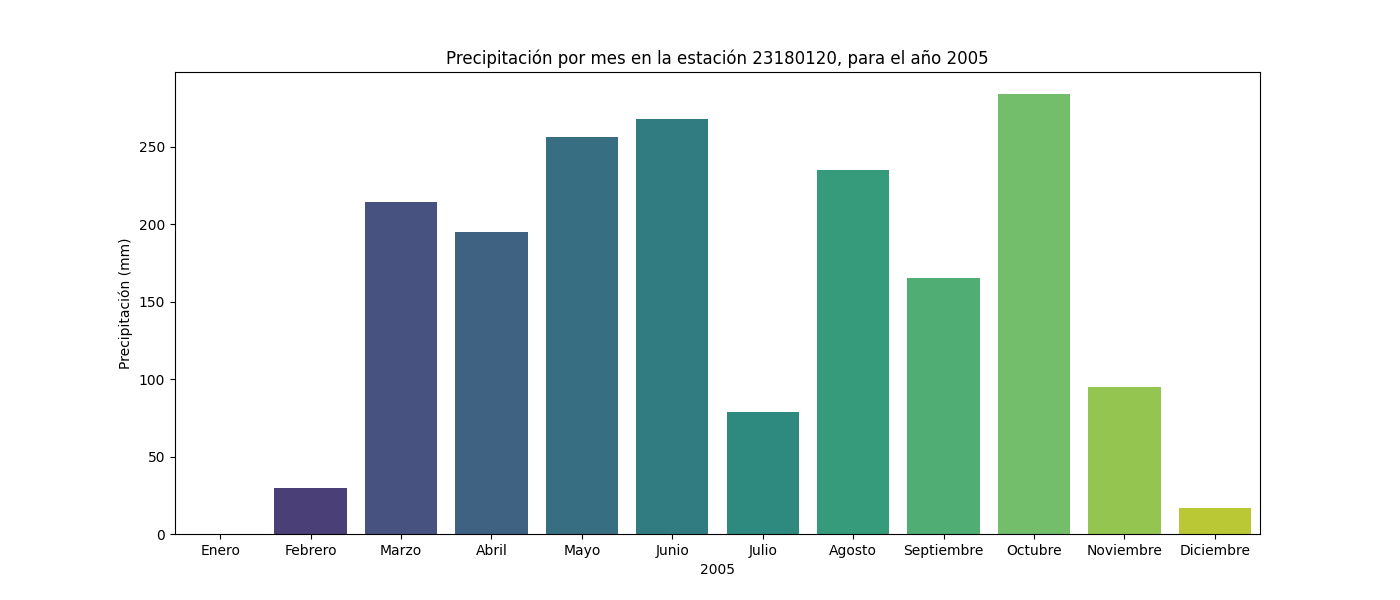 Precipitación por mes en la estación 23180120, para el año 2005
Precipitación (mm)
250
200
150
100
50
0
Enero Febrero Marzo Abril Mayo Junio Julio Agosto Septiembre Octubre Noviembre Diciembre
2005